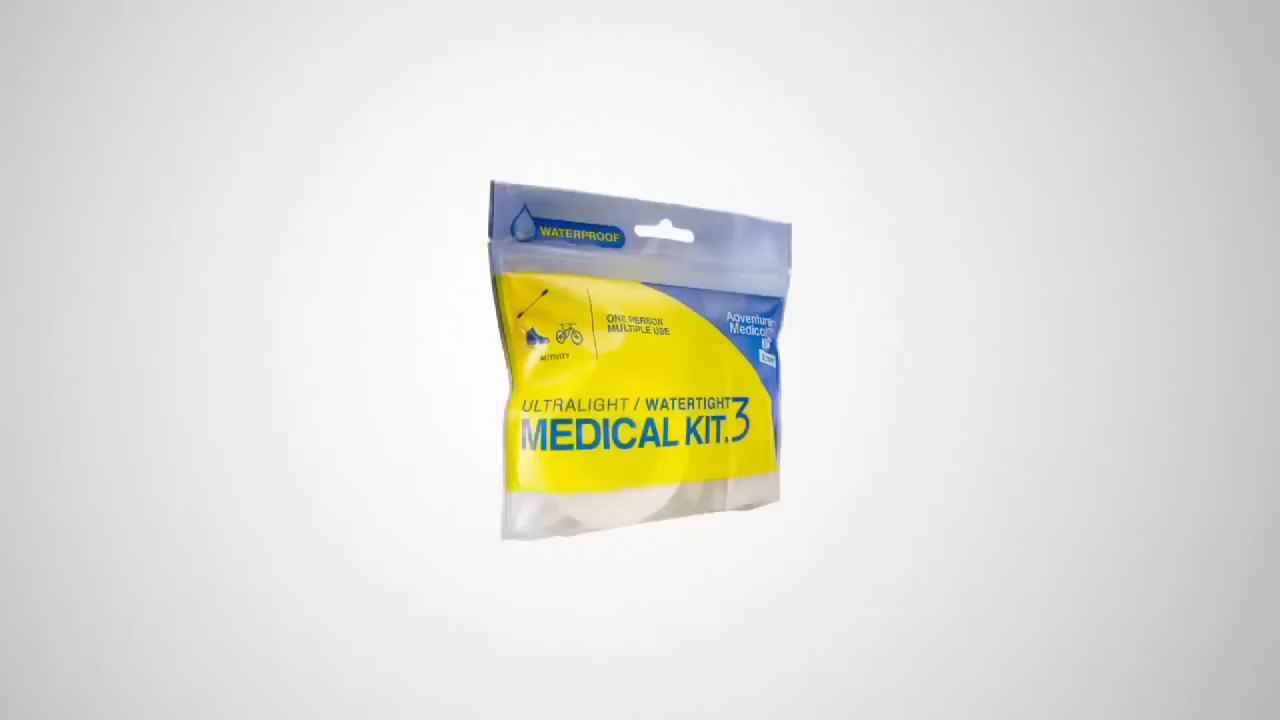 WATERPROOF
ONE PERSON
MULTIPLE USE
Adventure
Medical
ACTIVITY
ULTRALIGHT / WATERTIGHT
MEDICAL KIT.3